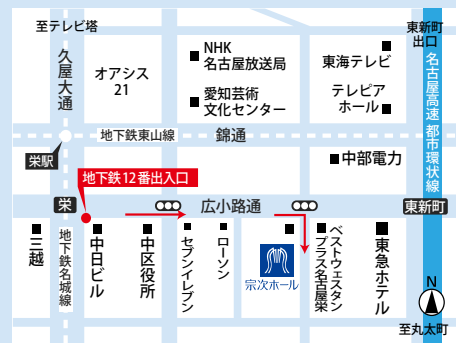 至テレビ塔
久屋大通
オアシス
21
NHK
名古屋放送局
愛知芸術
文化センター
東海テレビ
テレピア
ホール
東新町
出口
名古屋高速 都市環状線
地下鉄東山線
錦通
栄駅
中部電力
地下鉄12番出入口
栄
広小路通
東新町
三越
地下鉄名城線
中日ビル
中区役所
セブンイレブン
ローソン
宗次ホール
ベストウェスタン
プラス名古屋栄
東急ホテル
N
至丸太町